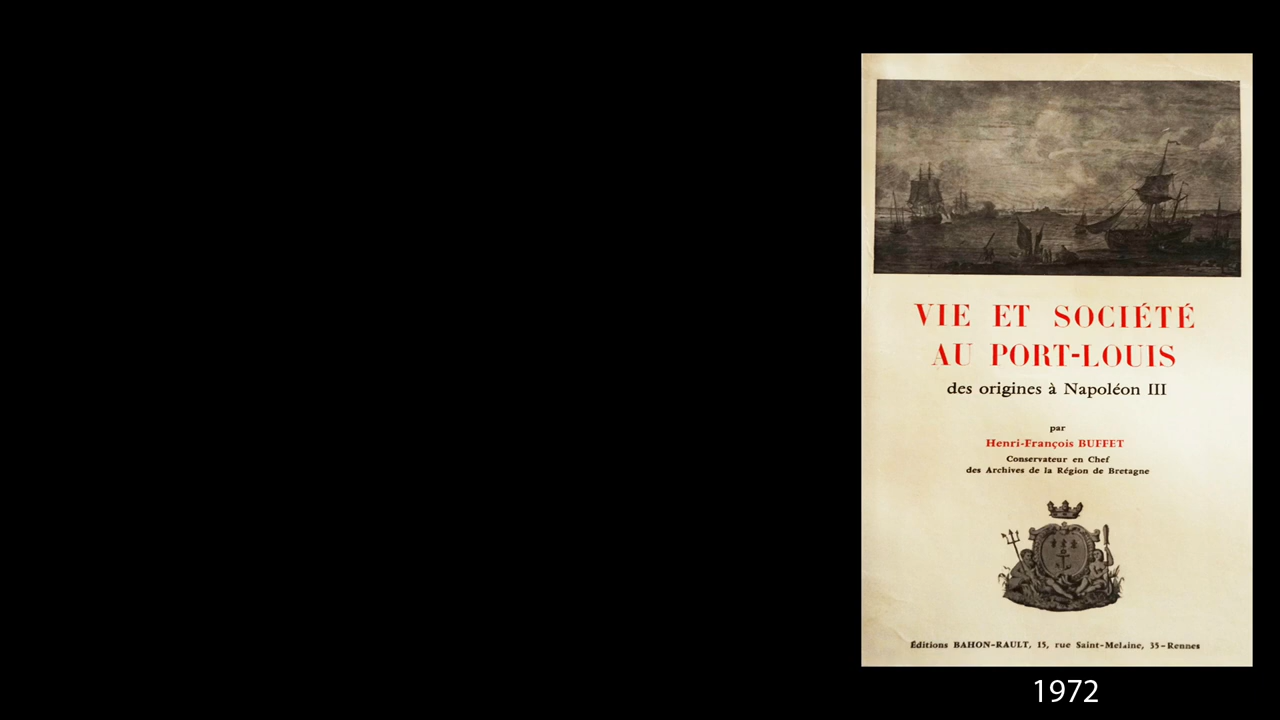 VIE ET SOCIÉTÉ
AU PORT-LOUIS
des origines à Napoléon III
par
Henri-François BUFFET
Conservateur en Chef
des Archives de la Région de Bretagne
Éditions BAHON-RAULT, 15, rue Saint-Melaine, 35-Rennes
1972